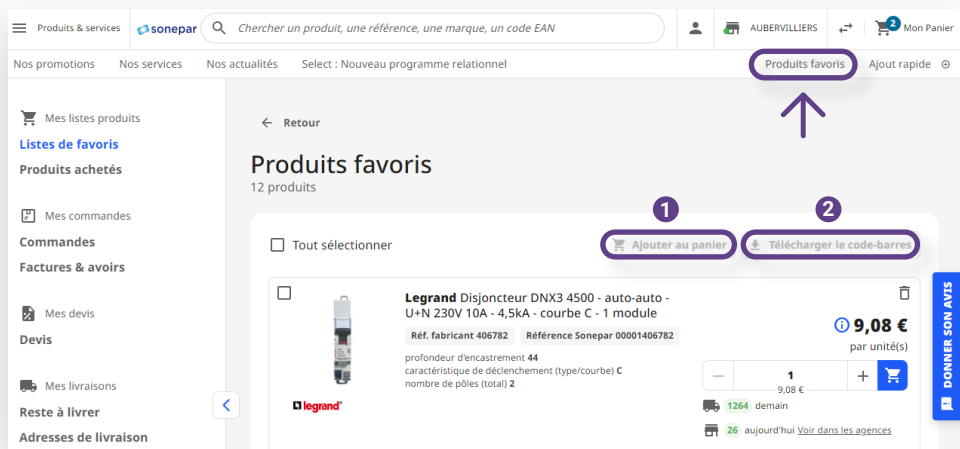 Produits & services
sonepar
Chercher un produit, une référence, une marque, un code EAN
AUBERVILLIERS
2
Mon Panier
Nos promotions
Nos services
Nos actualités
Select : Nouveau programme relationnel
Produits favoris
Ajout rapide
Mes listes produits
Listes de favoris
Produits achetés
Mes commandes
Commandes
Factures & avoirs
Mes devis
Devis
Mes livraisons
Reste à livrer
Adresses de livraison
Retour
Produits favoris
12 produits
1
2
Tout sélectionner
Ajouter au panier
Télécharger le code-barres
Legrand Disjoncteur DNX3 4500 - auto-auto -
U+N 230V 10A - 4,5kA - courbe C - 1 module
Réf. fabricant 406782
Référence Sonepar 00001406782
profondeur d'encastrement 44
caractéristique de déclenchement (type/courbe) C
nombre de pôles (total) 2
legrand®
9,08 €
par unité(s)
1
9,08 €
1264 demain
26 aujourd'hui Voir dans les agences
DONNER SON AVIS